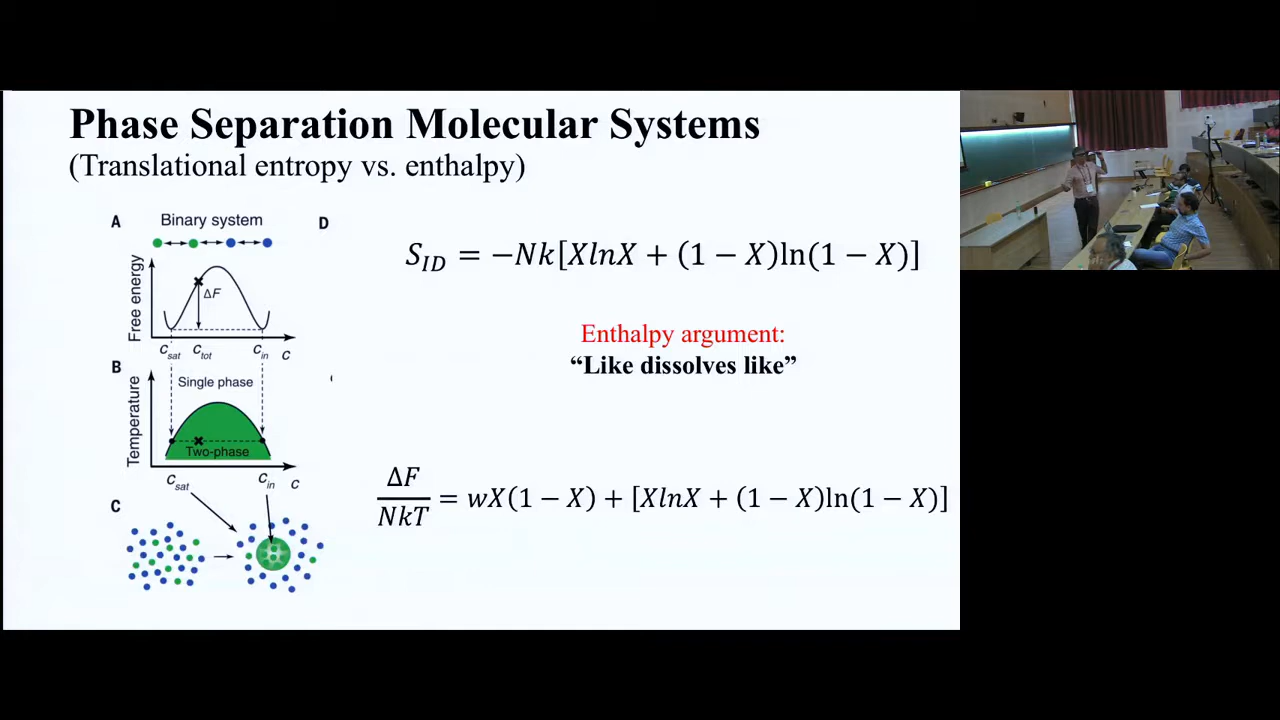 Phase Separation Molecular Systems
(Translational entropy vs. enthalpy)
A Binary system D
Free energy
ΔF
c_sat c_tot c_in c
S_ID = −Nk[XlnX + (1 − X)ln(1 − X)]
Enthalpy argument:
“Like dissolves like”
B
Temperature
Single phase
Two-phase
c_sat c_in c
ΔF/NkT = wX(1 − X) + [XlnX + (1 − X)ln(1 − X)]
C